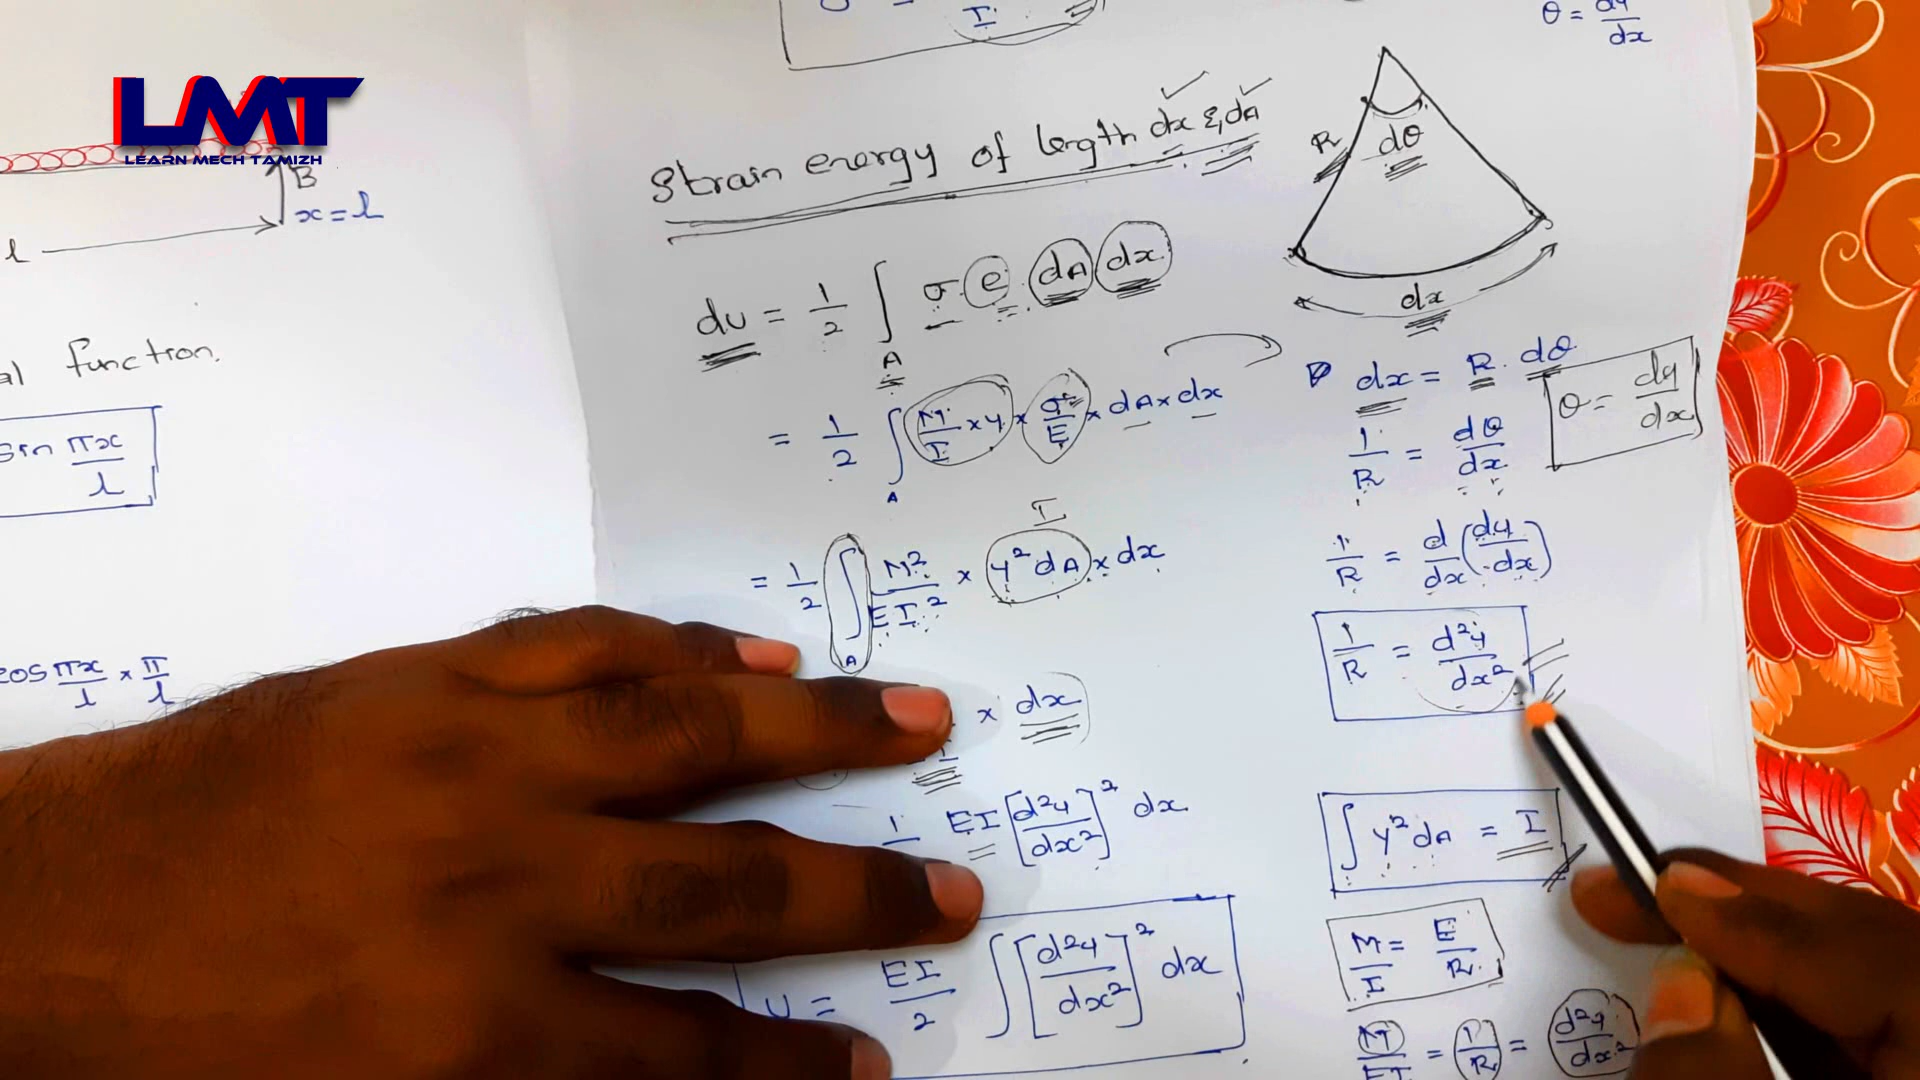 LMT
LEARN MECH TAMIZH
B
x = l
l
function.
sin πx/l
cos πx/l × π/l
I
θ = dy/dx
Strain energy of length dx & dA
du = 1/2 ∫A σ e dA dx
= 1/2 ∫A M/I × y × σ/E × dA × dx
I
= 1/2 ∫A M²/EI² × y² dA × dx
× dx
1 EI [d²y/dx²]² dx
U = EI/2 ∫ [d²y/dx²]² dx
R
dθ
dx
dx = R. dθ
θ = dy/dx
1/R = dθ/dx
1/R = d/dx (dy/dx)
1/R = d²y/dx²
∫ y² dA = I
M/I = E/R
M/EI = 1/R = d²y/dx²